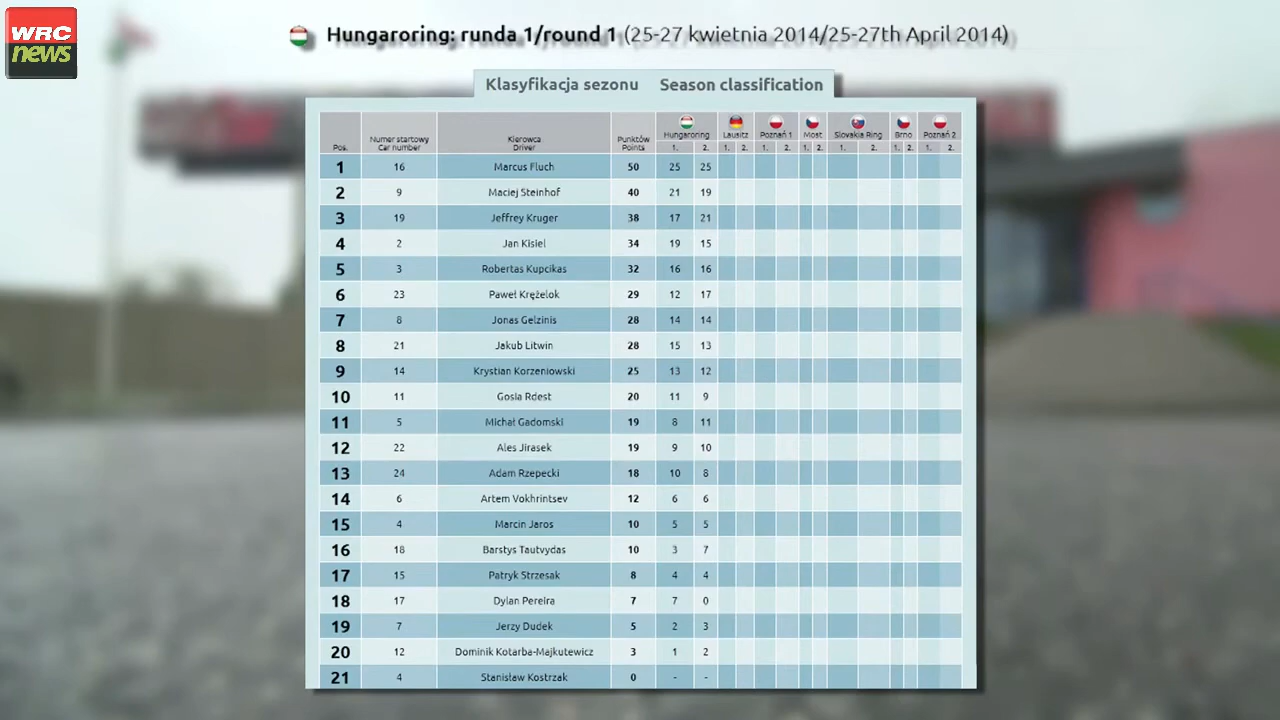 WRC
news
Hungaroring: runda 1/round 1 (25-27 kwietnia 2014/25-27th April 2014)
Klasyfikacja sezonu Season classification
Pos. Numer startowy Car number Kierowca Driver Punktów Points Hungaroring 1. 2. Lausitz 1. 2. Poznań 1 1. 2. Most 1. 2. Slovakia Ring 1. 2. Brno 1. 2. Poznań 2 1. 2.
1 16 Marcus Fluch 50 25 25
2 9 Maciej Steinhof 40 21 19
3 19 Jeffrey Kruger 38 17 21
4 2 Jan Kisiel 34 19 15
5 3 Robertas Kupcikas 32 16 16
6 23 Paweł Krężelok 29 12 17
7 8 Jonas Gelzinis 28 14 14
8 21 Jakub Litwin 28 15 13
9 14 Krystian Korzeniowski 25 13 12
10 11 Gosia Rdest 20 11 9
11 5 Michał Gadomski 19 8 11
12 22 Ales Jirasek 19 9 10
13 24 Adam Rzepecki 18 10 8
14 6 Artem Vokhrintsev 12 6 6
15 4 Marcin Jaros 10 5 5
16 18 Barstys Tautvydas 10 3 7
17 15 Patryk Strzesak 8 4 4
18 17 Dylan Pereira 7 7 0
19 7 Jerzy Dudek 5 2 3
20 12 Dominik Kotarba-Majkutewicz 3 1 2
21 4 Stanisław Kostrzak 0 - -